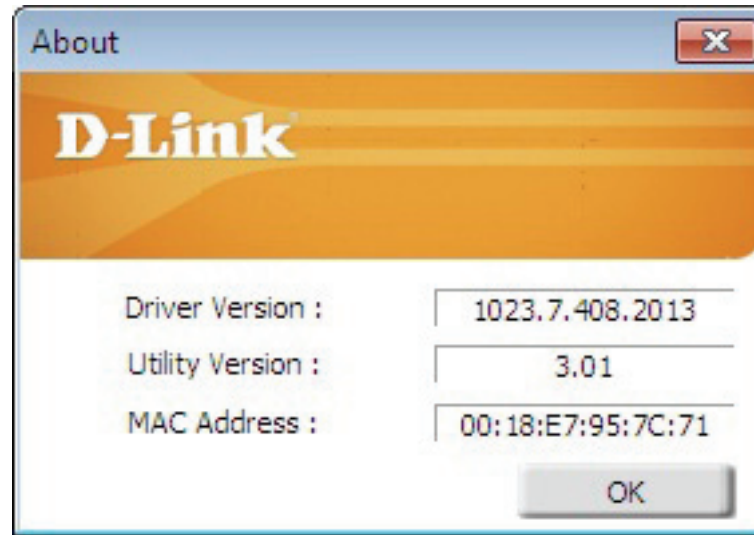 About
D-Link
Driver Version : 1023.7.408.2013
Utility Version : 3.01
MAC Address : 00:18:E7:95:7C:71
OK